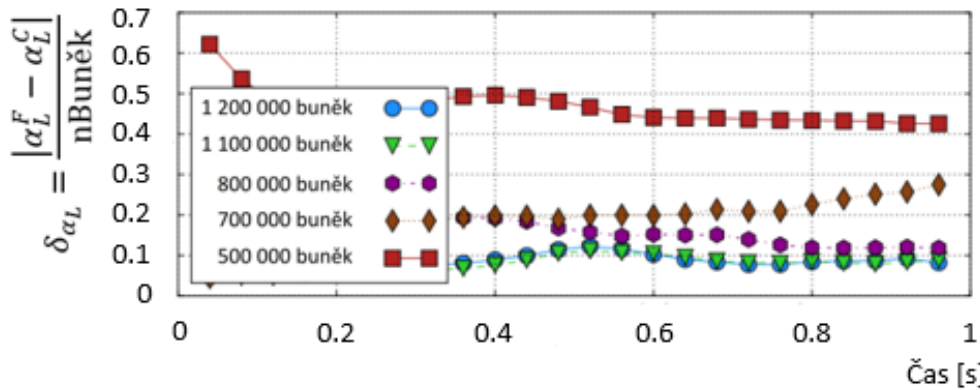 0.7
0.6
0.5
0.4
0.3
0.2
0.1
0
δ_{α_L} = |α_L^F − α_L^C| / nBuněk
1 200 000 buněk
1 100 000 buněk
800 000 buněk
700 000 buněk
500 000 buněk
0 0.2 0.4 0.6 0.8 1
Čas [s]